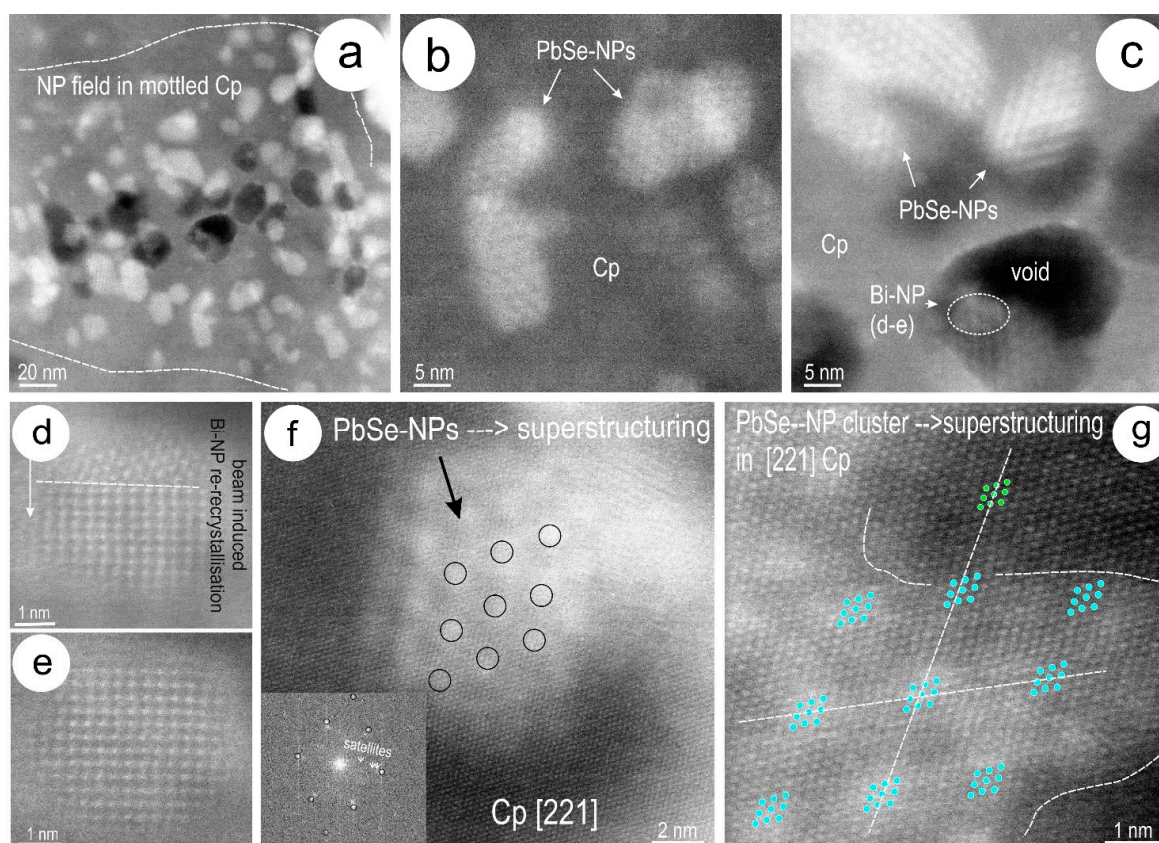 a
NP field in mottled Cp
20 nm
b
PbSe-NPs
Cp
5 nm
c
PbSe-NPs
Cp
void
Bi-NP
(d-e)
5 nm
d
beam induced
Bi-NP re-recrystallisation
1 nm
e
1 nm
f
PbSe-NPs ---> superstructuring
satellites
Cp [221]
2 nm
g
PbSe--NP cluster -->superstructuring
in [221] Cp
1 nm